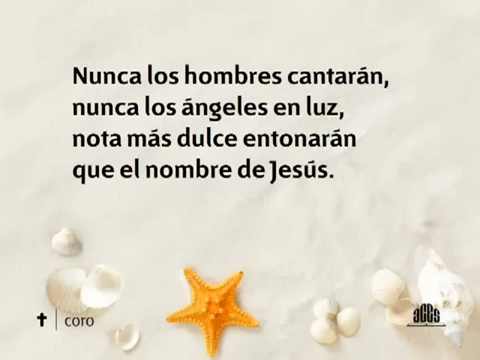 Nunca los hombres cantarán,
nunca los ángeles en luz,
nota más dulce entonarán
que el nombre de Jesús.
coro
aces